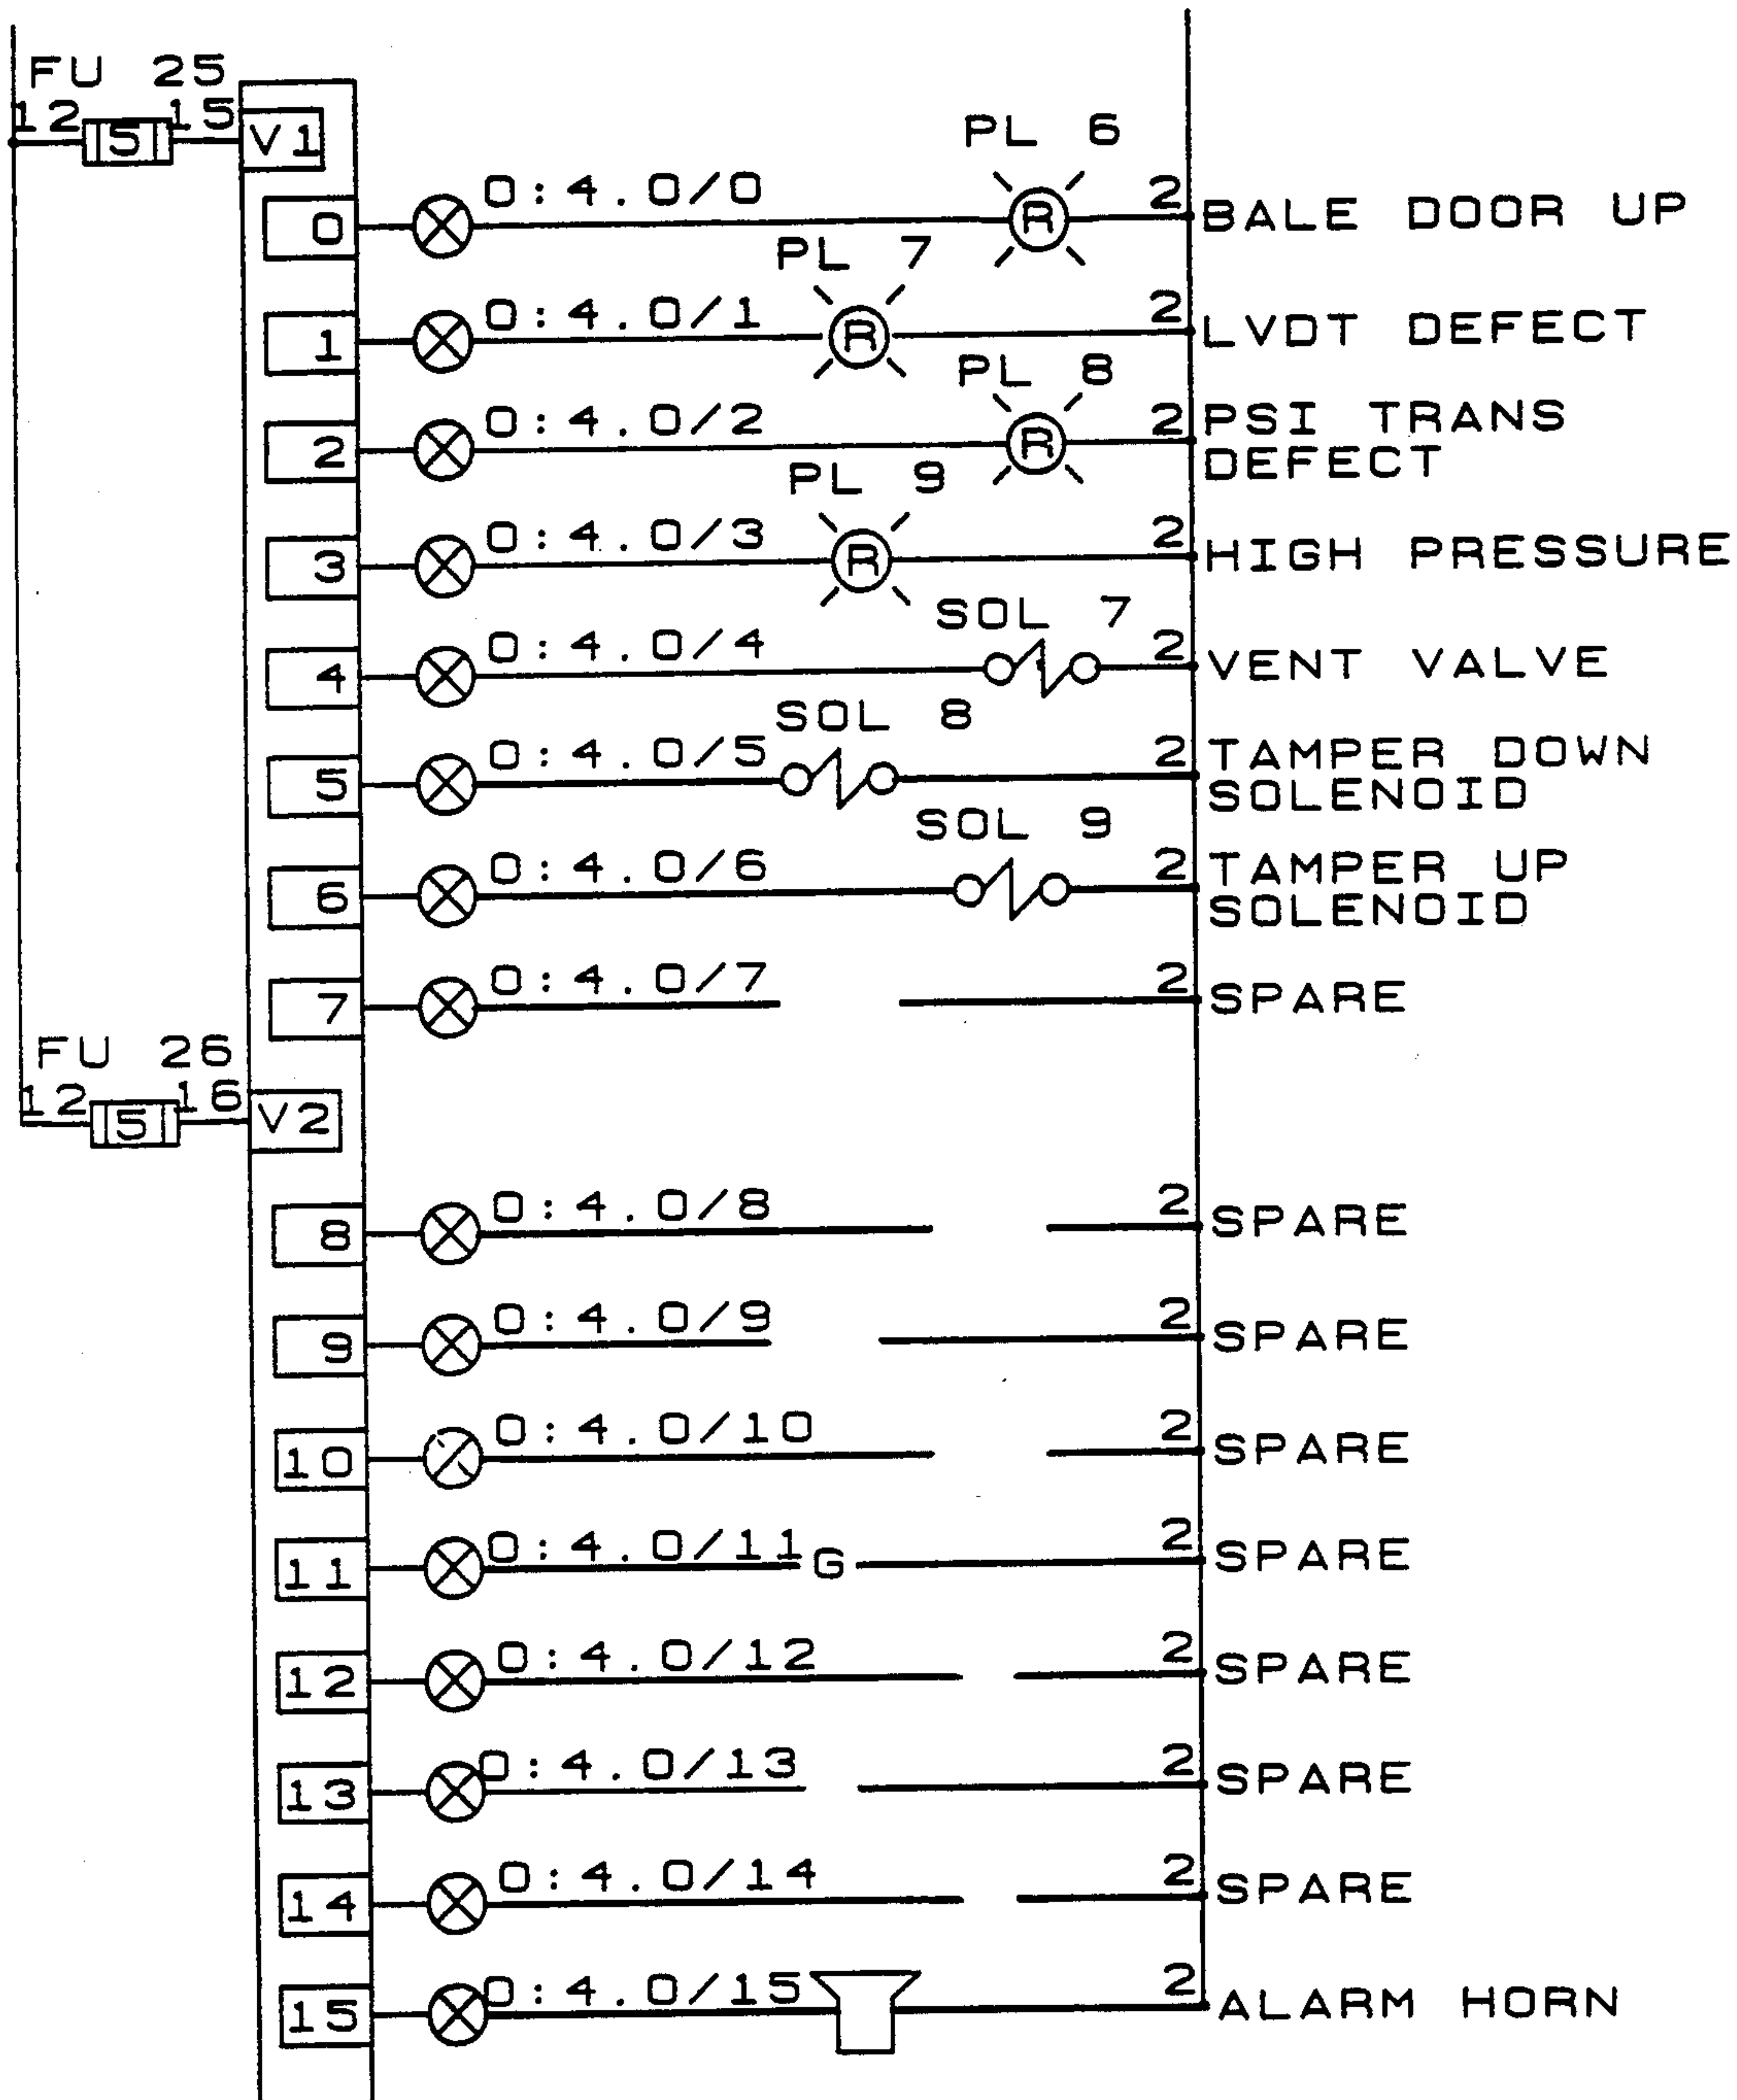 FU 25
12 5 15 V1
PL 6
0 O:4.0/0 R 2 BALE DOOR UP
PL 7
1 O:4.0/1 R 2 LVDT DEFECT
PL 8
2 O:4.0/2 R 2 PSI TRANS
DEFECT
PL 9
3 O:4.0/3 R 2 HIGH PRESSURE
SOL 7
4 O:4.0/4 2 VENT VALVE
SOL 8
5 O:4.0/5 2 TAMPER DOWN
SOLENOID
SOL 9
6 O:4.0/6 2 TAMPER UP
SOLENOID
7 O:4.0/7 2 SPARE
FU 26
12 5 16 V2
8 O:4.0/8 2 SPARE
9 O:4.0/9 2 SPARE
10 O:4.0/10 2 SPARE
11 O:4.0/11 G 2 SPARE
12 O:4.0/12 2 SPARE
13 O:4.0/13 2 SPARE
14 O:4.0/14 2 SPARE
15 O:4.0/15 2 ALARM HORN